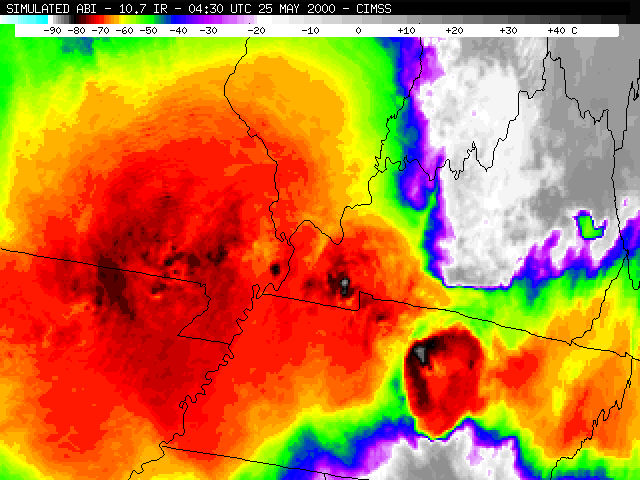 SIMULATED ABI - 10.7 IR - 04:30 UTC 25 MAY 2000 - CIMSS
-90 -80 -70 -60 -50 -40 -30 -20 -10 0 +10 +20 +30 +40 C